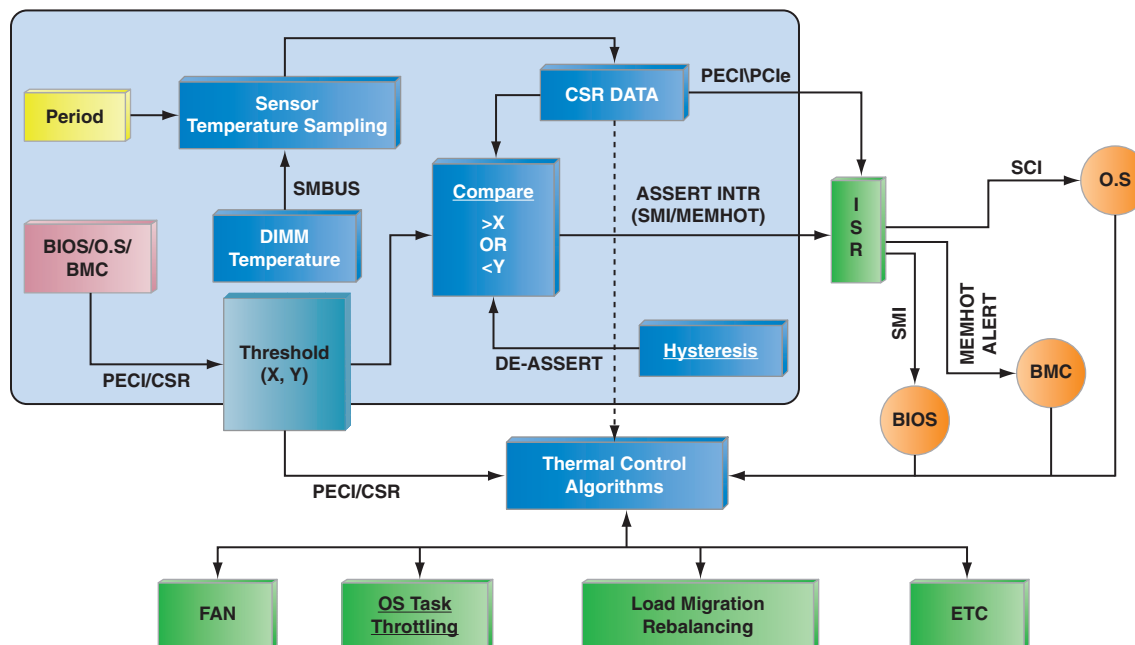 Period
Sensor
Temperature Sampling
CSR DATA
PECI\PCIe
SMBUS
DIMM
Temperature
BIOS/O.S/
BMC
PECI/CSR
Threshold
(X, Y)
Compare
>X
OR
<Y
ASSERT INTR
(SMI/MEMHOT)
DE-ASSERT
Hysteresis
I
S
R
SCI
O.S
SMI
MEMHOT
ALERT
BMC
BIOS
PECI/CSR
Thermal Control
Algorithms
FAN
OS Task
Throttling
Load Migration
Rebalancing
ETC